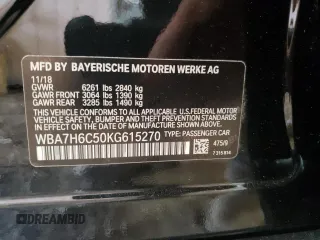 MFD BY BAYERISCHE MOTOREN WERKE AG
11/18
GVWR 6261 lbs 2840 kg
GAWR FRONT 3064 lbs 1390 kg
GAWR REAR 3285 lbs 1490 kg
THIS VEHICLE CONFORMS TO ALL APPLICABLE
U.S. FEDERAL MOTOR VEHICLE SAFETY, BUMPER,
AND THEFT PREVENTION STANDARDS IN EFFECT
ON THE DATE OF MANUFACTURE SHOWN ABOVE.
WBA7H6C50KG615270
TYPE: PASSENGER CAR
475/9
DREAMBID